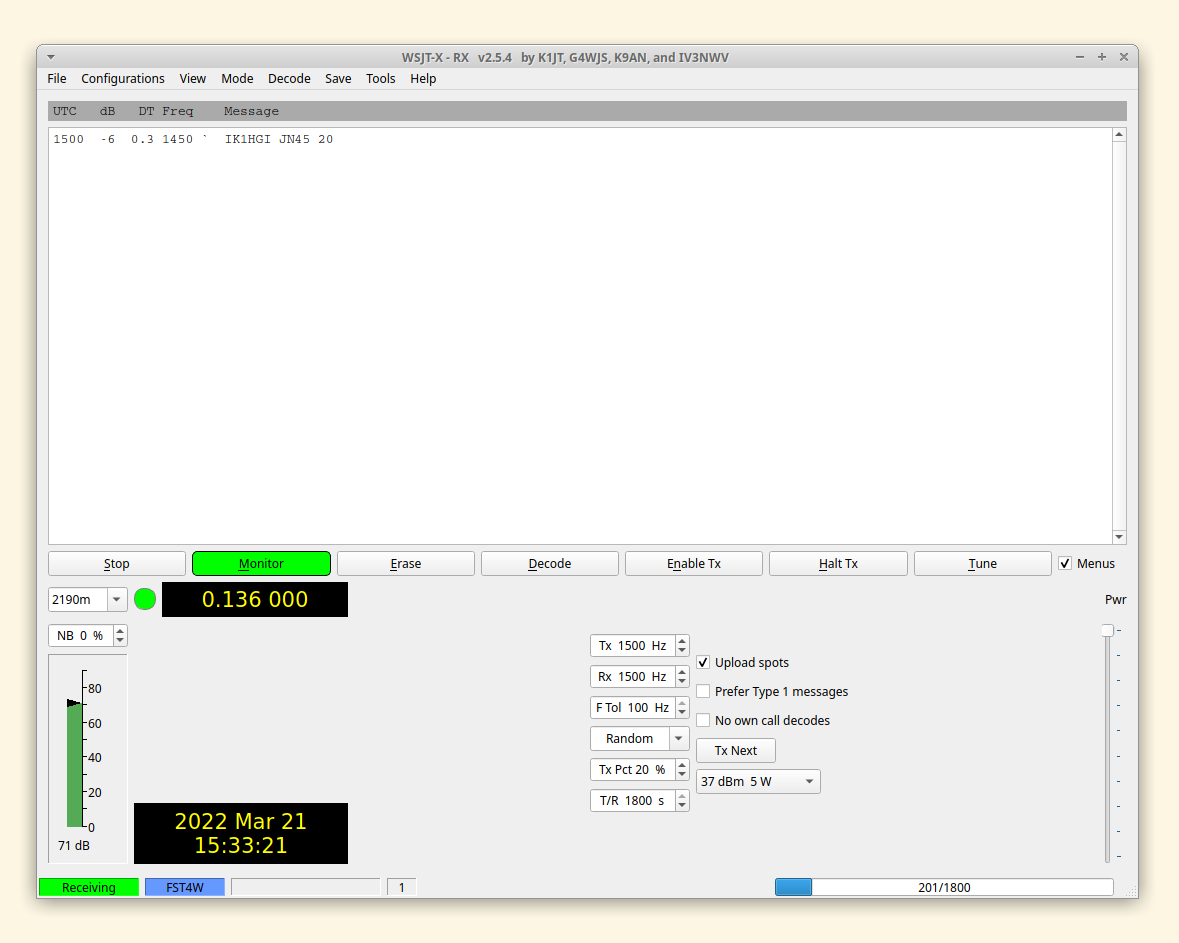 WSJT-X - RX v2.5.4 by K1JT, G4WJS, K9AN, and IV3NWV
File Configurations View Mode Decode Save Tools Help
UTC dB DT Freq Message
1500 -6 0.3 1450 ` IK1HGI JN45 20
Stop Monitor Erase Decode Enable Tx Halt Tx Tune Menus
2190m 0.136 000 Pwr
NB 0 %
Tx 1500 Hz
Upload spots
Rx 1500 Hz
Prefer Type 1 messages
F Tol 100 Hz
No own call decodes
Random
Tx Next
Tx Pct 20 %
37 dBm 5 W
T/R 1800 s
80
60
40
20
0
71 dB
2022 Mar 21
15:33:21
Receiving FST4W 1 201/1800